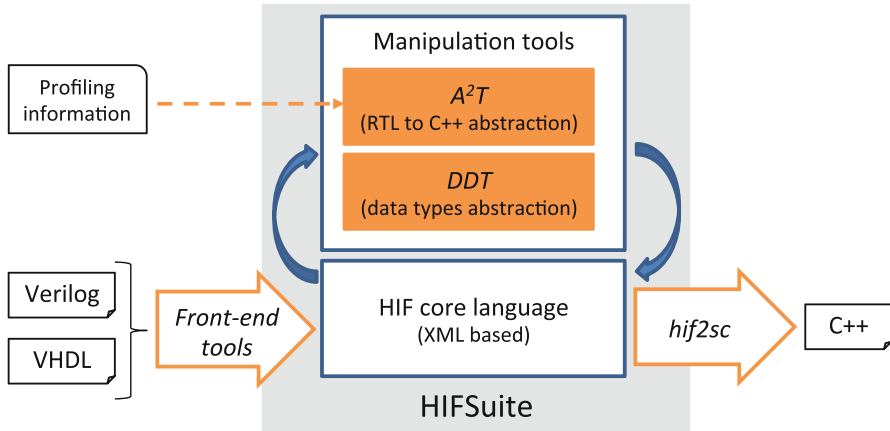 Manipulation tools
Profiling
information
A²T
(RTL to C++ abstraction)
DDT
(data types abstraction)
Verilog
VHDL
Front-end
tools
HIF core language
(XML based)
hif2sc
C++
HIFSuite